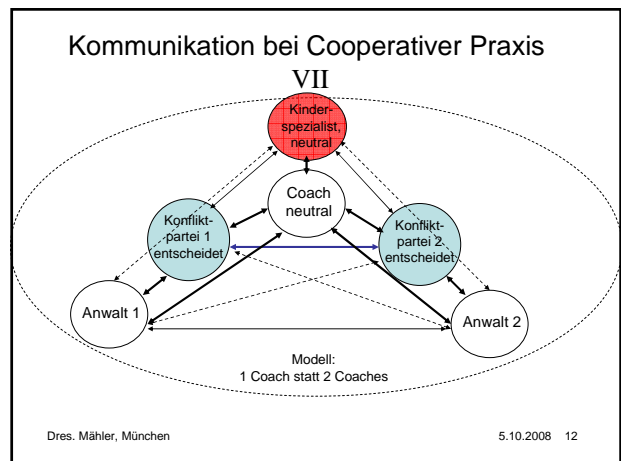 Kommunikation bei Cooperativer Praxis
VII
Kinder-
spezialist,
neutral
Coach
neutral
Konflikt-
partei 1
entscheidet
Konflikt-
partei 2
entscheidet
Anwalt 1
Anwalt 2
Modell:
1 Coach statt 2 Coaches
Dres. Mähler, München
5.10.2008 12